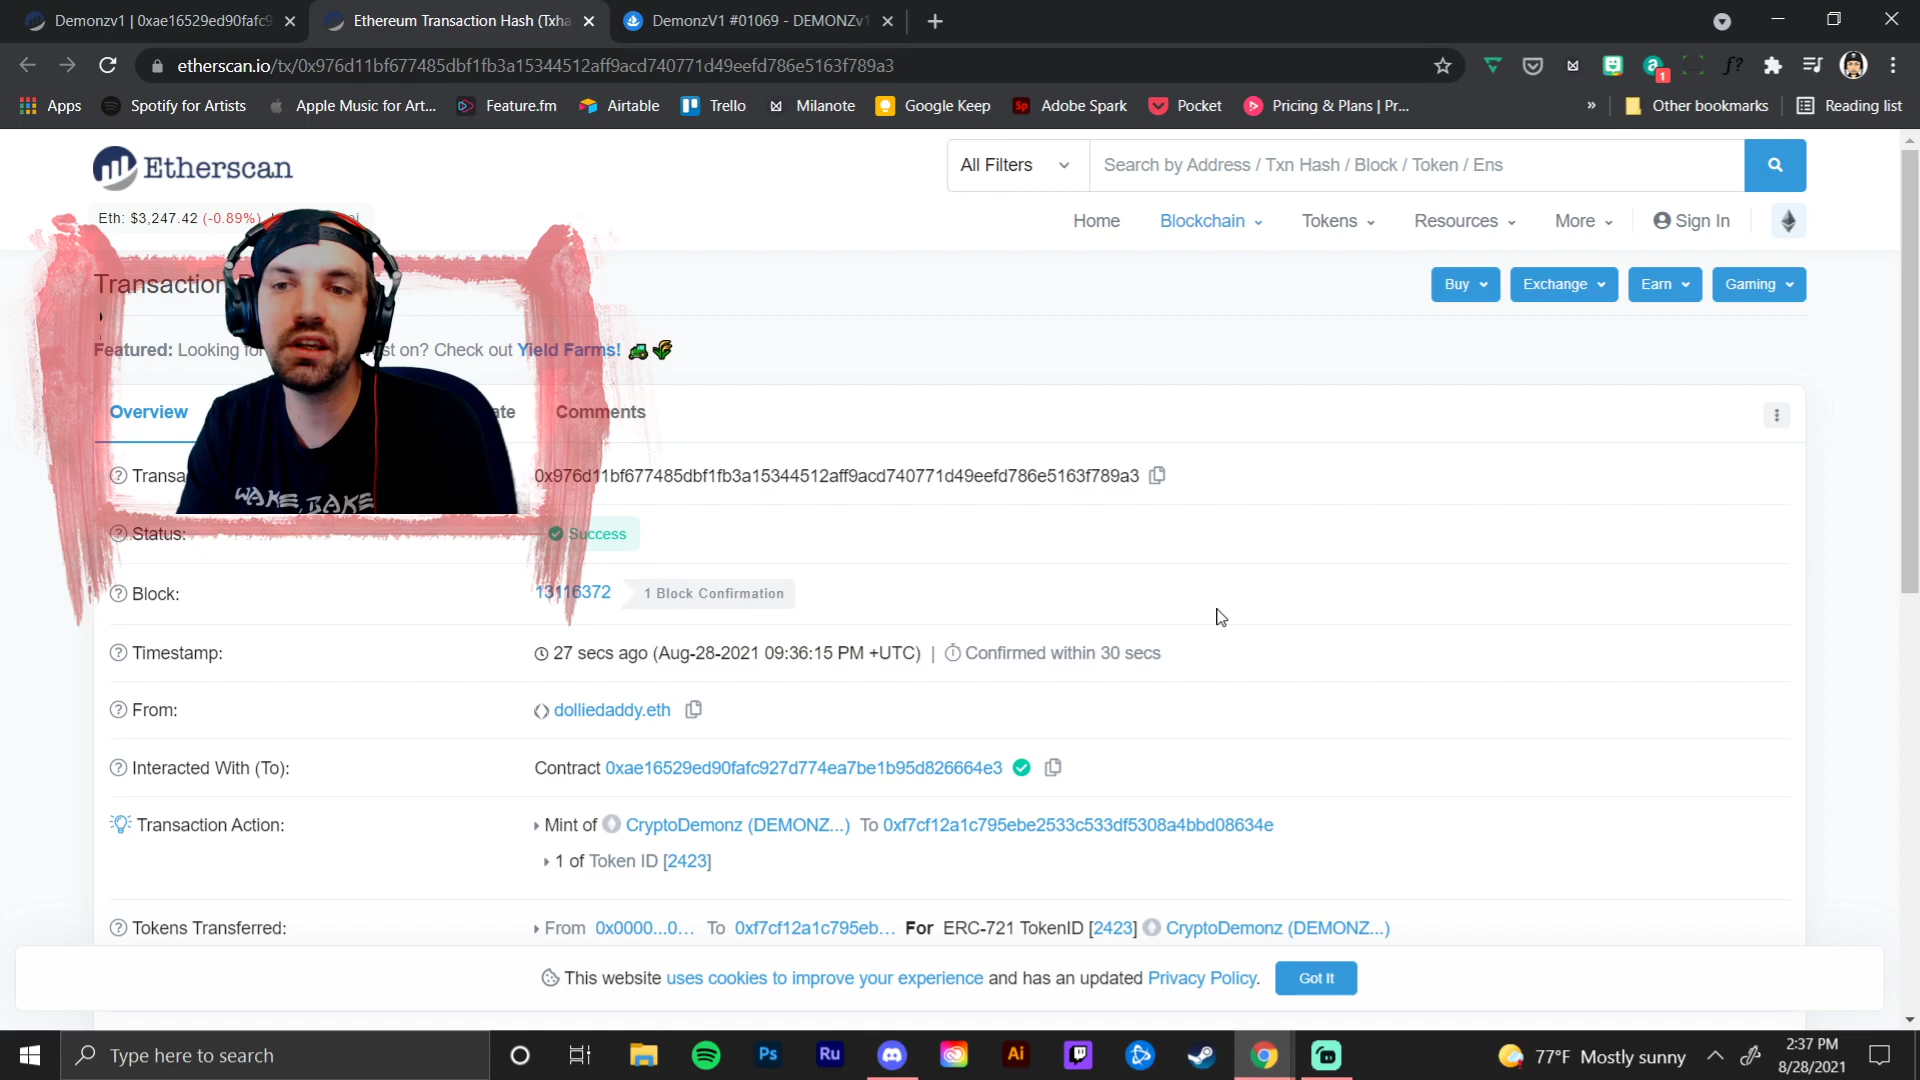 Demonzv1 | 0xae16529ed90fafc9
Ethereum Transaction Hash (Txha
DemonzV1 #01069 - DEMONZv1
etherscan.io/tx/0x976d11bf677485dbf1fb3a15344512aff9acd740771d49eefd786e5163f789a3
Apps Spotify for Artists Apple Music for Art... Feature.fm Airtable Trello Milanote Google Keep Adobe Spark Pocket Pricing & Plans | Pr... » Other bookmarks Reading list
Etherscan
All Filters Search by Address / Txn Hash / Block / Token / Ens
Eth: $3,247.42 (-0.89%)
Home Blockchain Tokens Resources More Sign In
Transaction
Buy Exchange Earn Gaming
Featured: Looking for st on? Check out Yield Farms!
Overview ate Comments
Transa 0x976d11bf677485dbf1fb3a15344512aff9acd740771d49eefd786e5163f789a3
WAKE, BAKE
Status: Success
Block: 13116372 1 Block Confirmation
Timestamp: 27 secs ago (Aug-28-2021 09:36:15 PM +UTC) | Confirmed within 30 secs
From: dolliedaddy.eth
Interacted With (To): Contract 0xae16529ed90fafc927d774ea7be1b95d826664e3
Transaction Action: Mint of CryptoDemonz (DEMONZ...) To 0xf7cf12a1c795ebe2533c533df5308a4bbd08634e
1 of Token ID [2423]
Tokens Transferred: From 0x0000...0... To 0xf7cf12a1c795eb... For ERC-721 TokenID [2423] CryptoDemonz (DEMONZ...)
This website uses cookies to improve your experience and has an updated Privacy Policy. Got It
Type here to search
77°F Mostly sunny
2:37 PM
8/28/2021